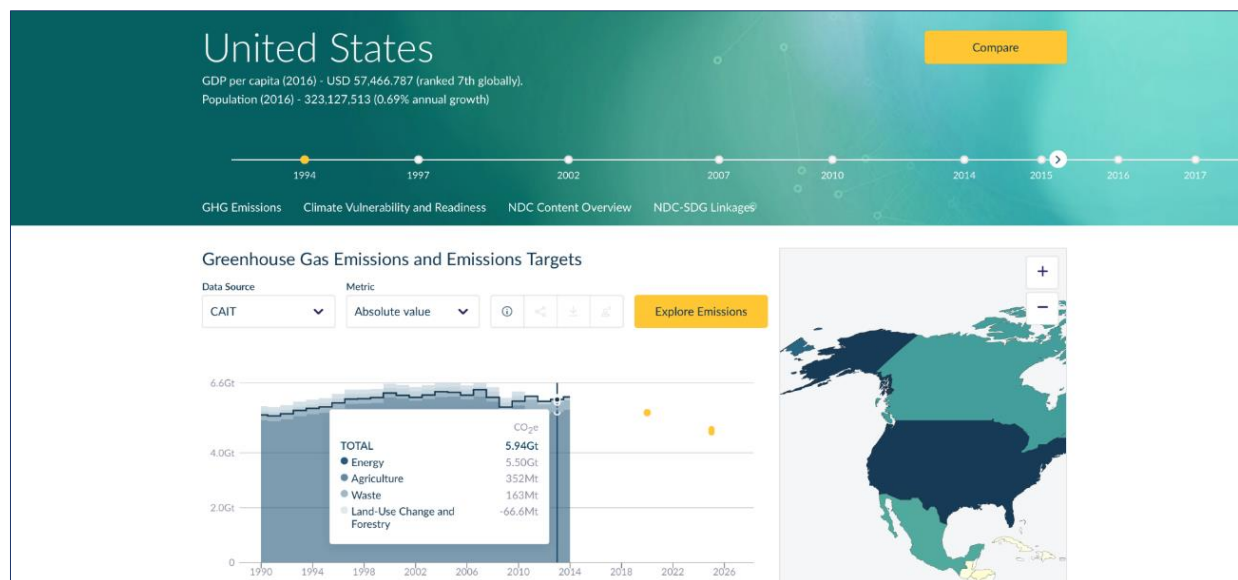 United States
Compare
GDP per capita (2016) - USD 57,466.787 (ranked 7th globally).
Population (2016) - 323,127,513 (0.69% annual growth)
1994 1997 2002 2007 2010 2014 2015 2016 2017
GHG Emissions Climate Vulnerability and Readiness NDC Content Overview NDC-SDG Linkages
Greenhouse Gas Emissions and Emissions Targets
Data Source Metric
CAIT Absolute value Explore Emissions
+
−
6.6Gt
4.0Gt
2.0Gt
0
CO₂e
TOTAL 5.94Gt
Energy 5.50Gt
Agriculture 352Mt
Waste 163Mt
Land-Use Change and -66.6Mt
Forestry
1990 1994 1998 2002 2006 2010 2014 2018 2022 2026